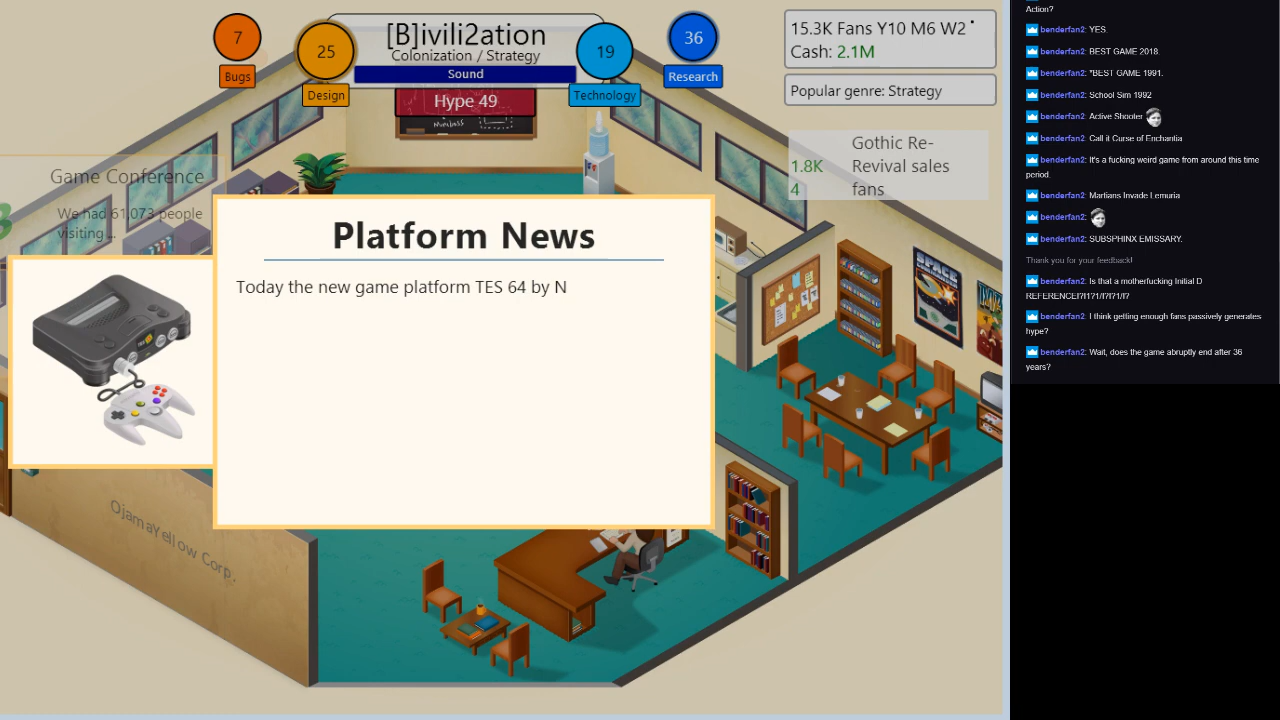 7
Bugs
25
Design
[B]ivili2ation
Colonization / Strategy
Sound
Hype 49
19
Technology
36
Research
15.3K Fans Y10 M6 W2
Cash: 2.1M
Popular genre: Strategy
Gothic Re-
1.8K Revival sales
4 fans
Game Conference
We had 61,073 people
visiting ...
Platform News
Today the new game platform TES 64 by N
SPACE
OjamaYellow Corp.
Action?
benderfan2: YES.
benderfan2: BEST GAME 2018.
benderfan2: *BEST GAME 1991.
benderfan2: School Sim 1992
benderfan2: Active Shooter
benderfan2: Call it Curse of Enchantia
benderfan2: It's a fucking weird game from around this time
period.
benderfan2: Martians Invade Lemuria
benderfan2:
benderfan2: SUBSPHINX EMISSARY.
Thank you for your feedback!
benderfan2: Is that a motherfucking Initial D
REFERENCE!?!1?1/!?!?1/!?
benderfan2: I think getting enough fans passively generates
hype?
benderfan2: Wait, does the game abruptly end after 36
years?